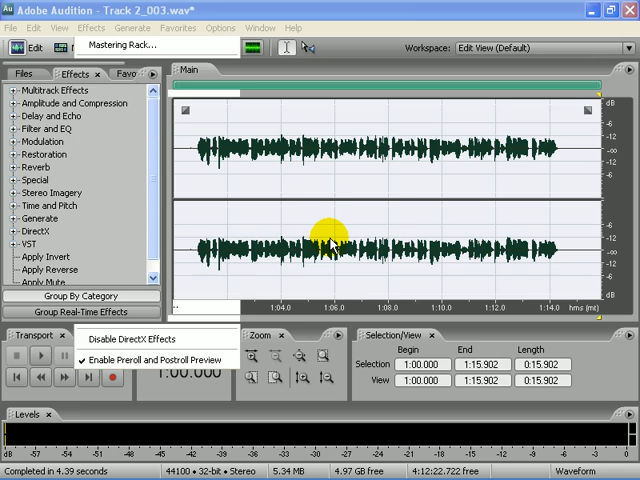 Adobe Audition - Track 2_003.wav*
File Edit View Effects Generate Favorites Options Window Help
Mastering Rack...
Edit
Workspace: Edit View (Default)
Files Effects Favo
Main
Multitrack Effects
Amplitude and Compression
Delay and Echo
Filter and EQ
Modulation
Restoration
Reverb
Special
Stereo Imagery
Time and Pitch
Generate
DirectX
VST
Apply Invert
Apply Reverse
Apply Mute
Group By Category
Group Real-Time Effects
dB
-6
-12
-∞
-12
-6
dB
-6
-12
-∞
-12
-6
1:04.0 1:06.0 1:08.0 1:10.0 1:12.0 1:14.0 hms (mt)
Transport
Disable DirectX Effects
Enable Preroll and Postroll Preview
1:00.000
Zoom
Selection/View
Begin End Length
Selection 1:00.000 1:15.902 0:15.902
View 1:00.000 1:15.902 0:15.902
Levels
dB -57 -54 -51 -48 -45 -42 -39 -36 -33 -30 -27 -24 -21 -18 -15 -12 -9 -6 -3 0
Completed in 4.39 seconds 44100 • 32-bit • Stereo 5.34 MB 4.97 GB free 4:12:22.722 free Waveform